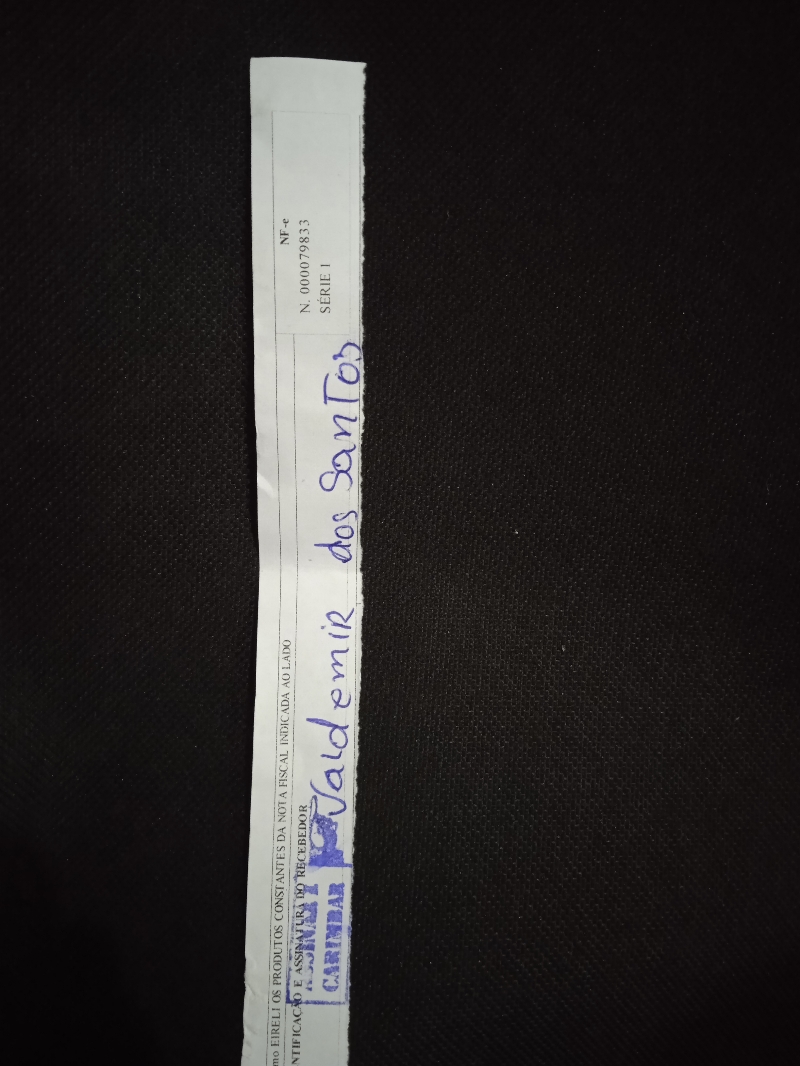 mo EIRELI OS PRODUTOS CONSTANTES DA NOTA FISCAL INDICADA AO LADO
NTIFICAÇÃO E ASSINATURA DO RECEBEDOR
ASSINAR E
CARIMBAR
Valdemir dos Santos
NF-e
N. 000079833
SÉRIE 1